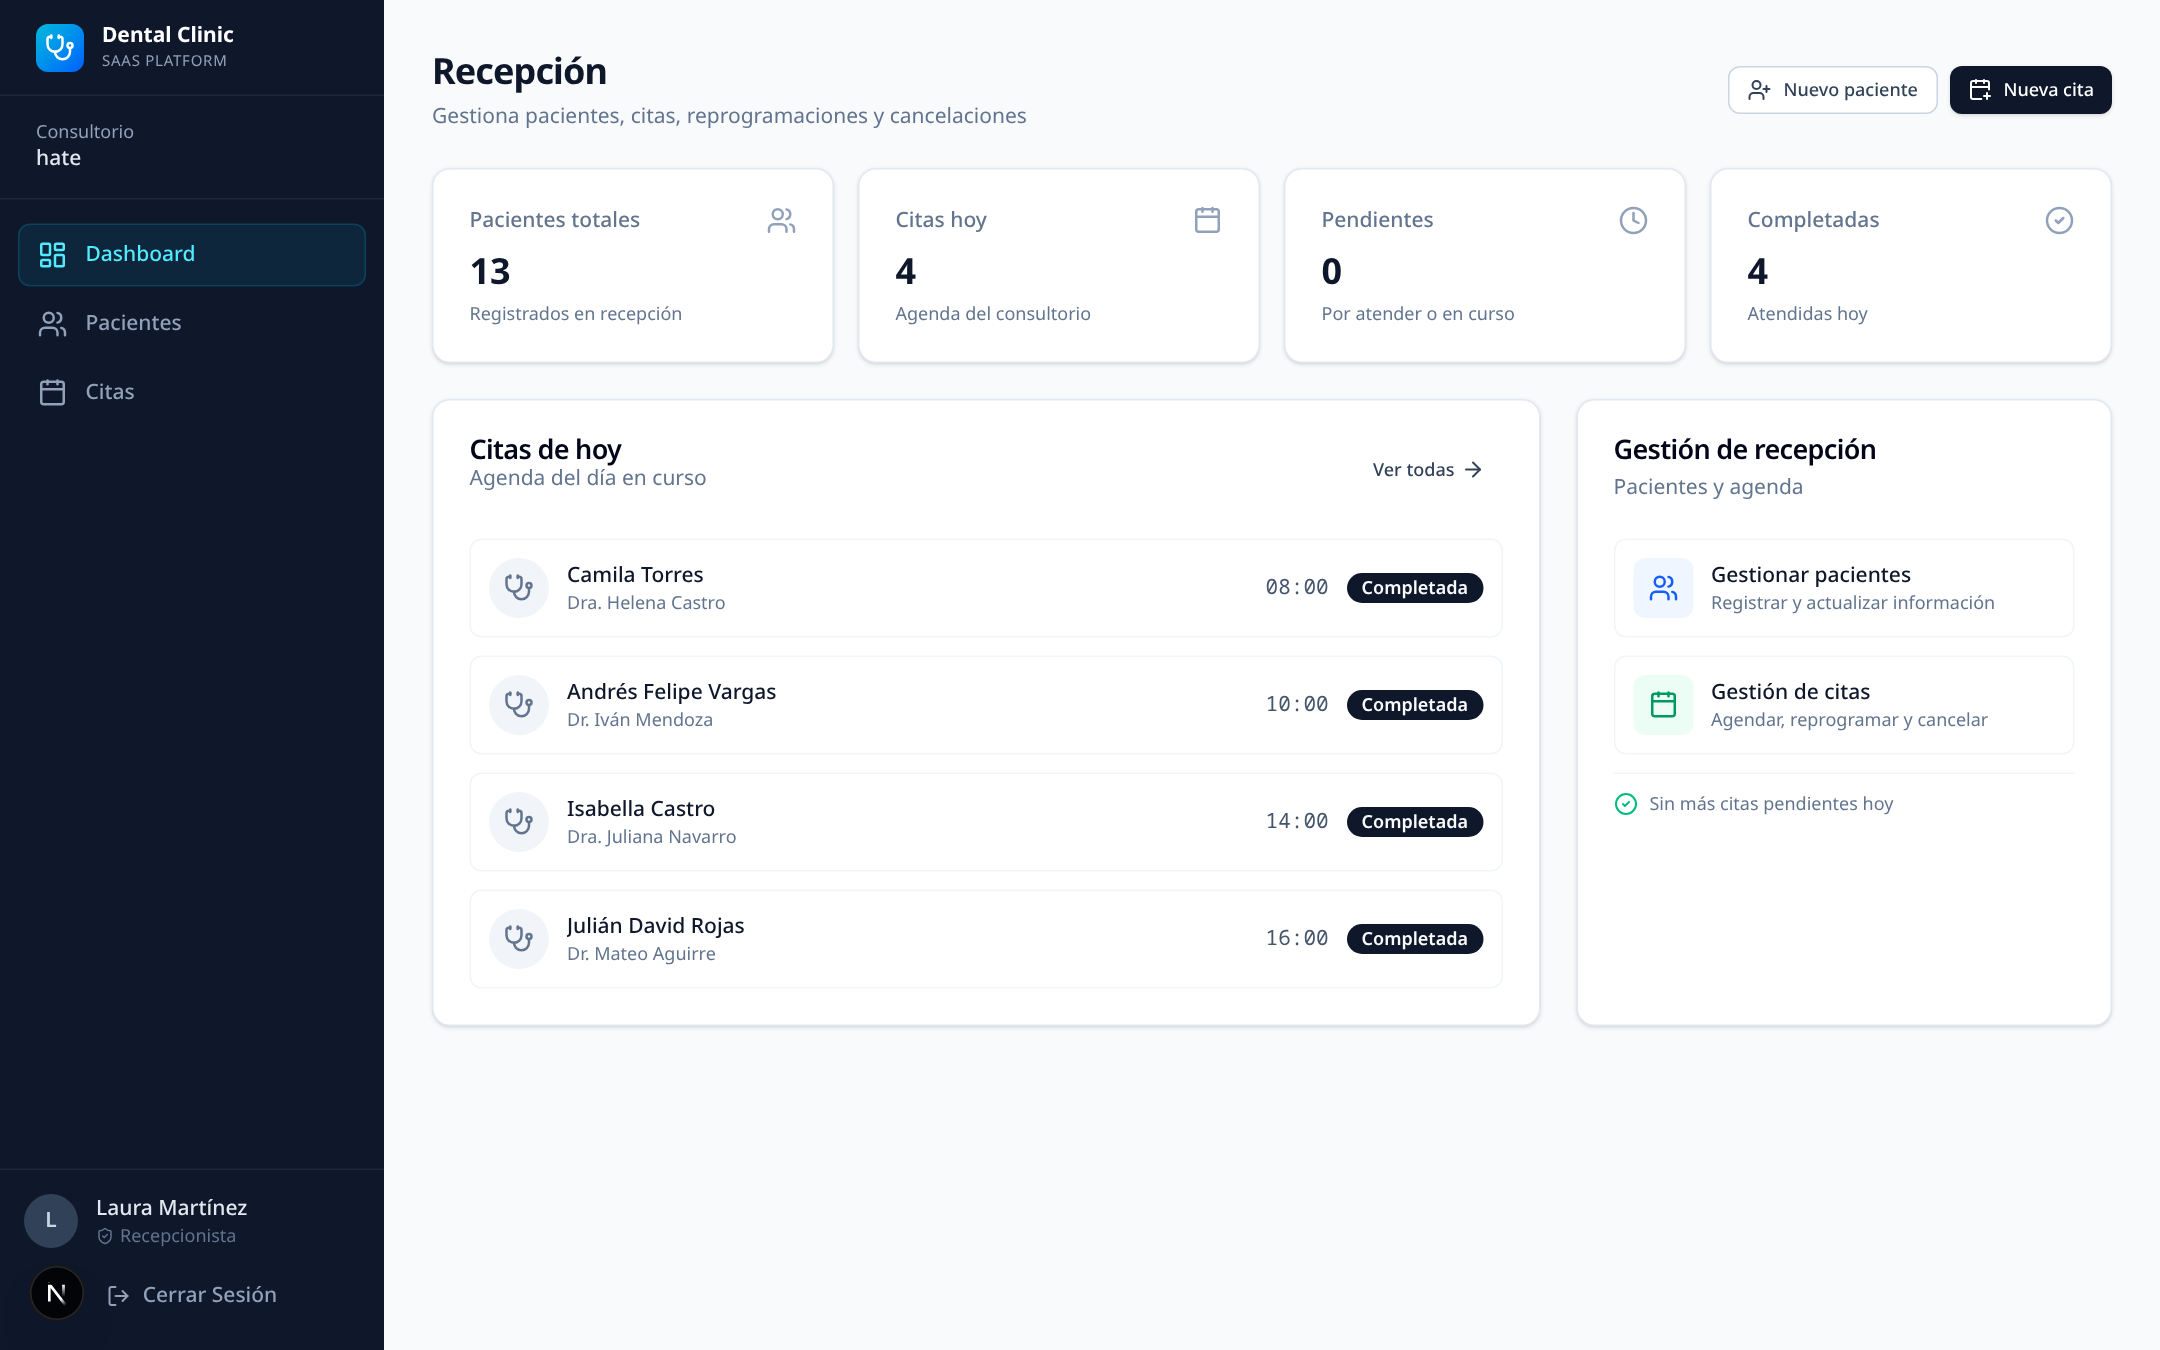 Dental Clinic
SAAS PLATFORM
Consultorio
hate
Dashboard
Pacientes
Citas
Laura Martínez
Recepcionista
N
L
Cerrar Sesión
Recepción
Gestiona pacientes, citas, reprogramaciones y cancelaciones
Nuevo paciente
Nueva cita
Pacientes totales
13
Registrados en recepción
Citas hoy
4
Agenda del consultorio
Pendientes
0
Por atender o en curso
Completadas
4
Atendidas hoy
Citas de hoy
Agenda del día en curso
Ver todas
Camila Torres
Dra. Helena Castro
08:00
Completada
Andrés Felipe Vargas
Dr. Iván Mendoza
10:00
Completada
Isabella Castro
Dra. Juliana Navarro
14:00
Completada
Julián David Rojas
Dr. Mateo Aguirre
16:00
Completada
Gestión de recepción
Pacientes y agenda
Gestionar pacientes
Registrar y actualizar información
Gestión de citas
Agendar, reprogramar y cancelar
Sin más citas pendientes hoy